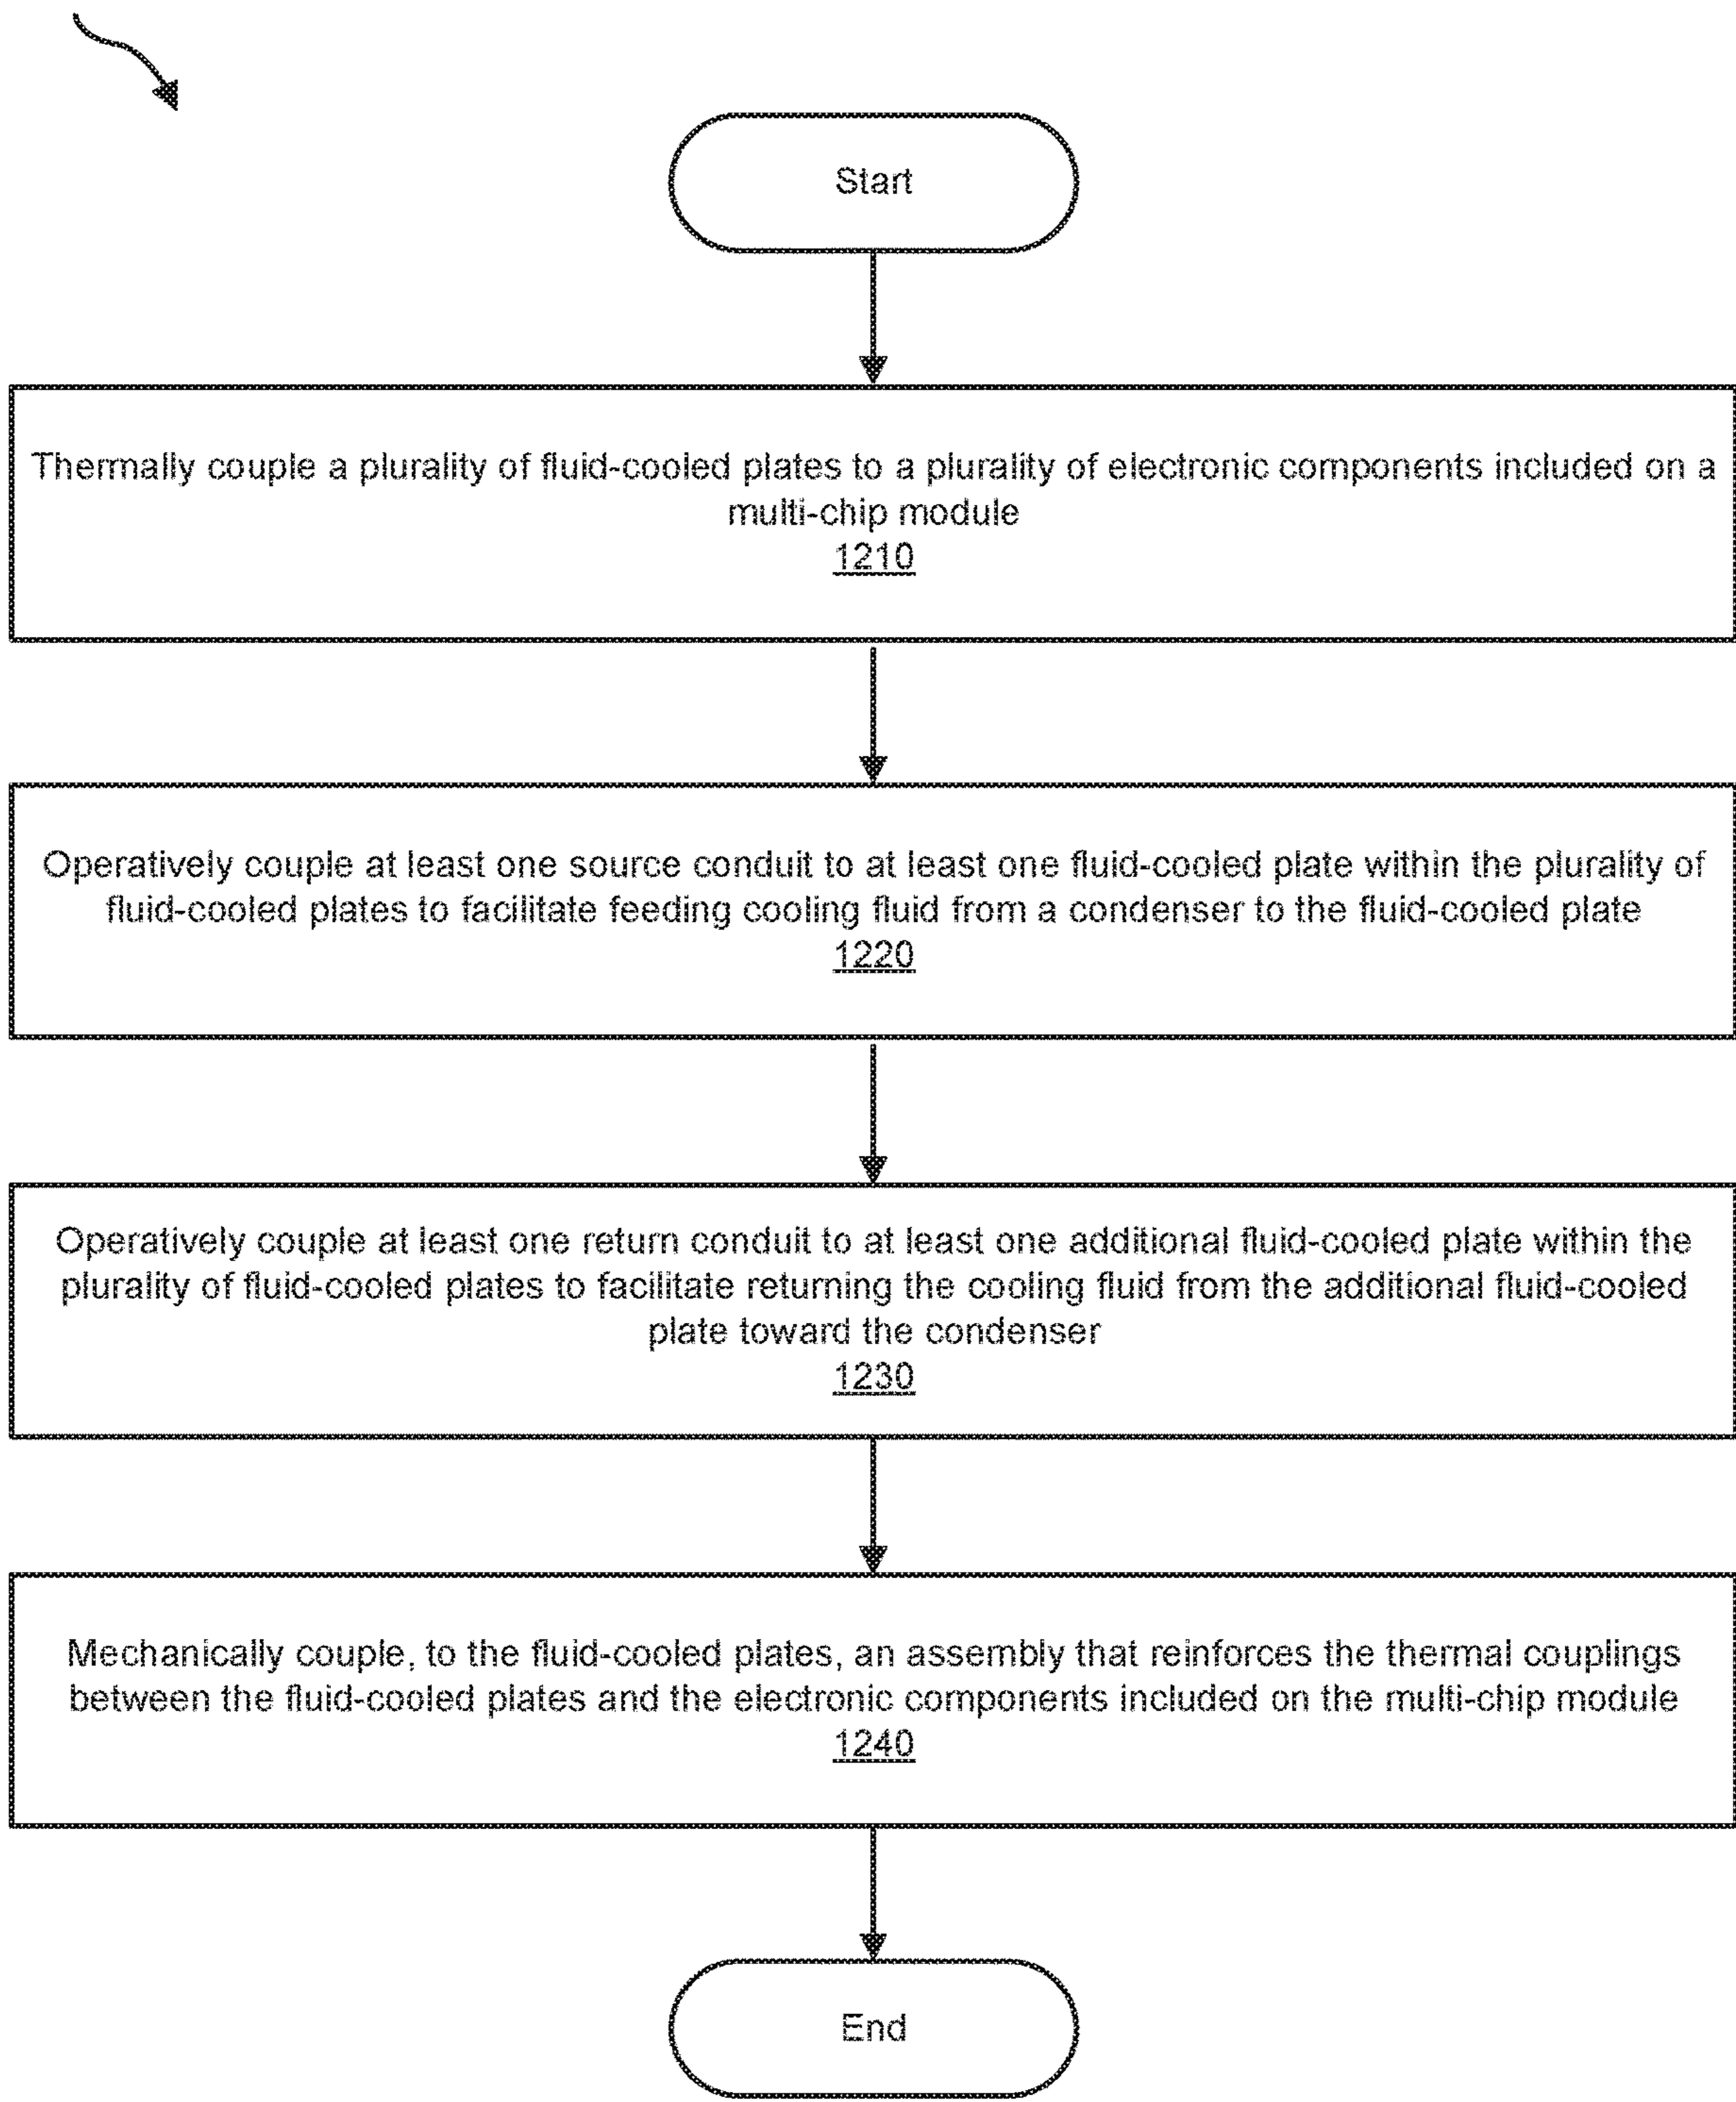 Start
Thermally couple a plurality of fluid-cooled plates to a plurality of electronic components included on a
multi-chip module
1210
Operatively couple at least one source conduit to at least one fluid-cooled plate within the plurality of
fluid-cooled plates to facilitate feeding cooling fluid from a condenser to the fluid-cooled plate
1220
Operatively couple at least one return conduit to at least one additional fluid-cooled plate within the
plurality of fluid-cooled plates to facilitate returning the cooling fluid from the additional fluid-cooled
plate toward the condenser
1230
Mechanically couple, to the fluid-cooled plates, an assembly that reinforces the thermal couplings
between the fluid-cooled plates and the electronic components included on the multi-chip module
1240
End